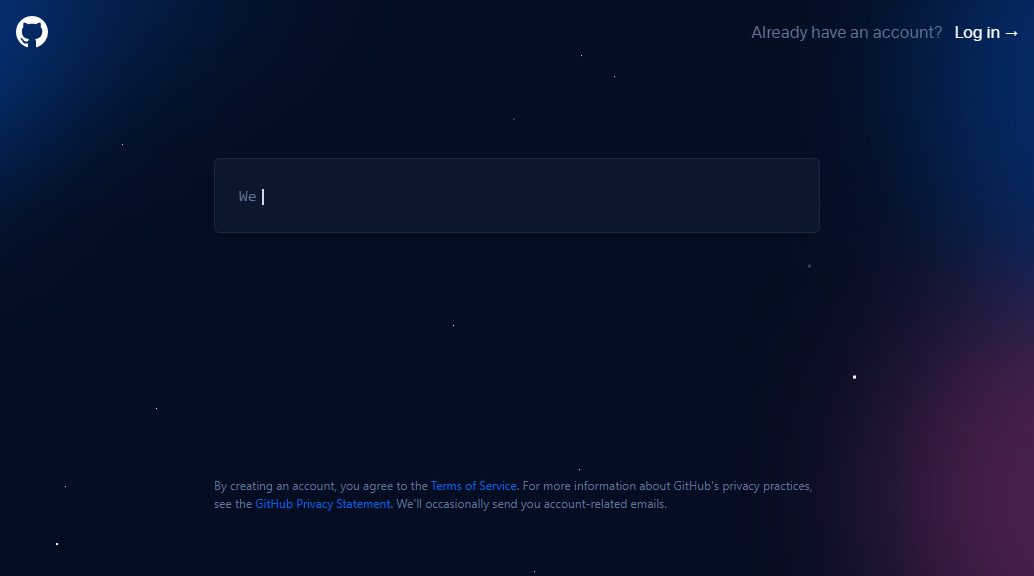 Already have an account? Log in →
We
By creating an account, you agree to the Terms of Service. For more information about GitHub's privacy practices,
see the GitHub Privacy Statement. We'll occasionally send you account-related emails.